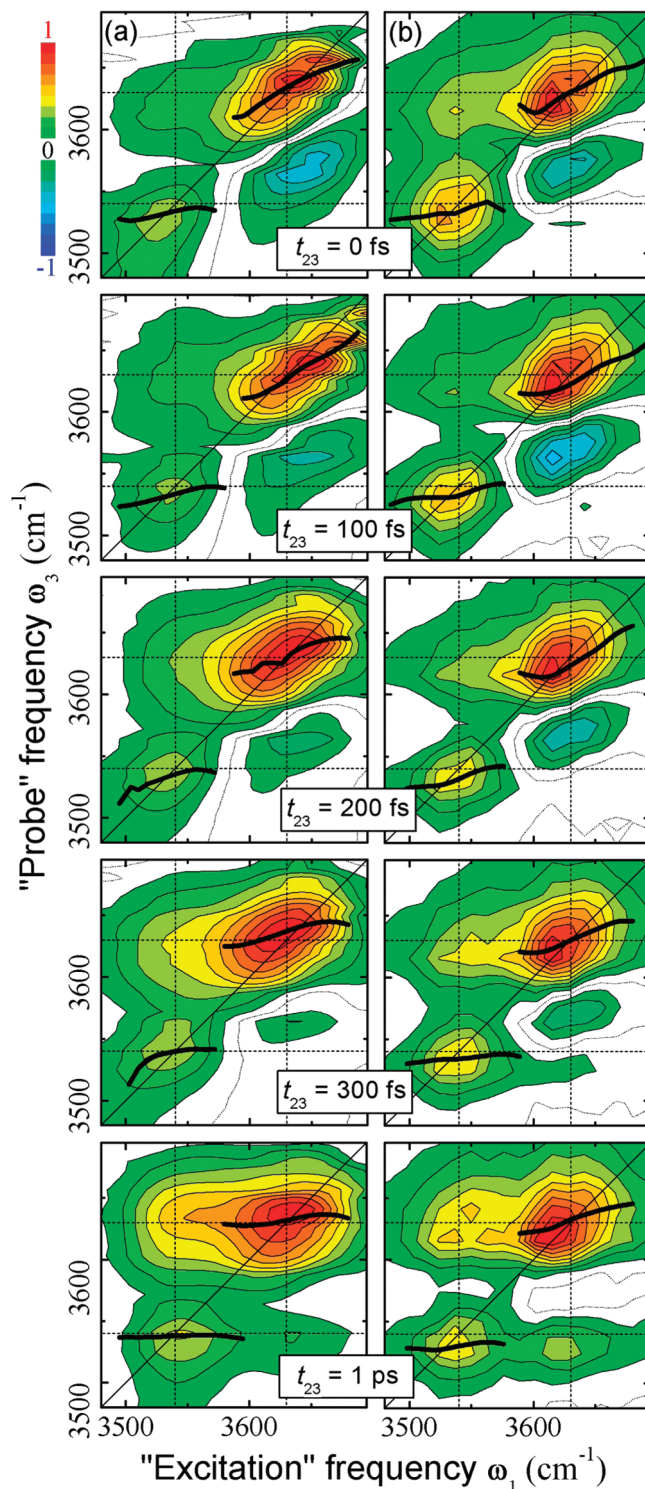 1
0
-1
(a)
(b)
3600
3500
t23 = 0 fs
3600
3500
t23 = 100 fs
3600
3500
t23 = 200 fs
3600
3500
t23 = 300 fs
3600
t23 = 1 ps
"Probe" frequency ω3 (cm-1)
3500 3600 3500 3600
"Excitation" frequency ω1 (cm-1)